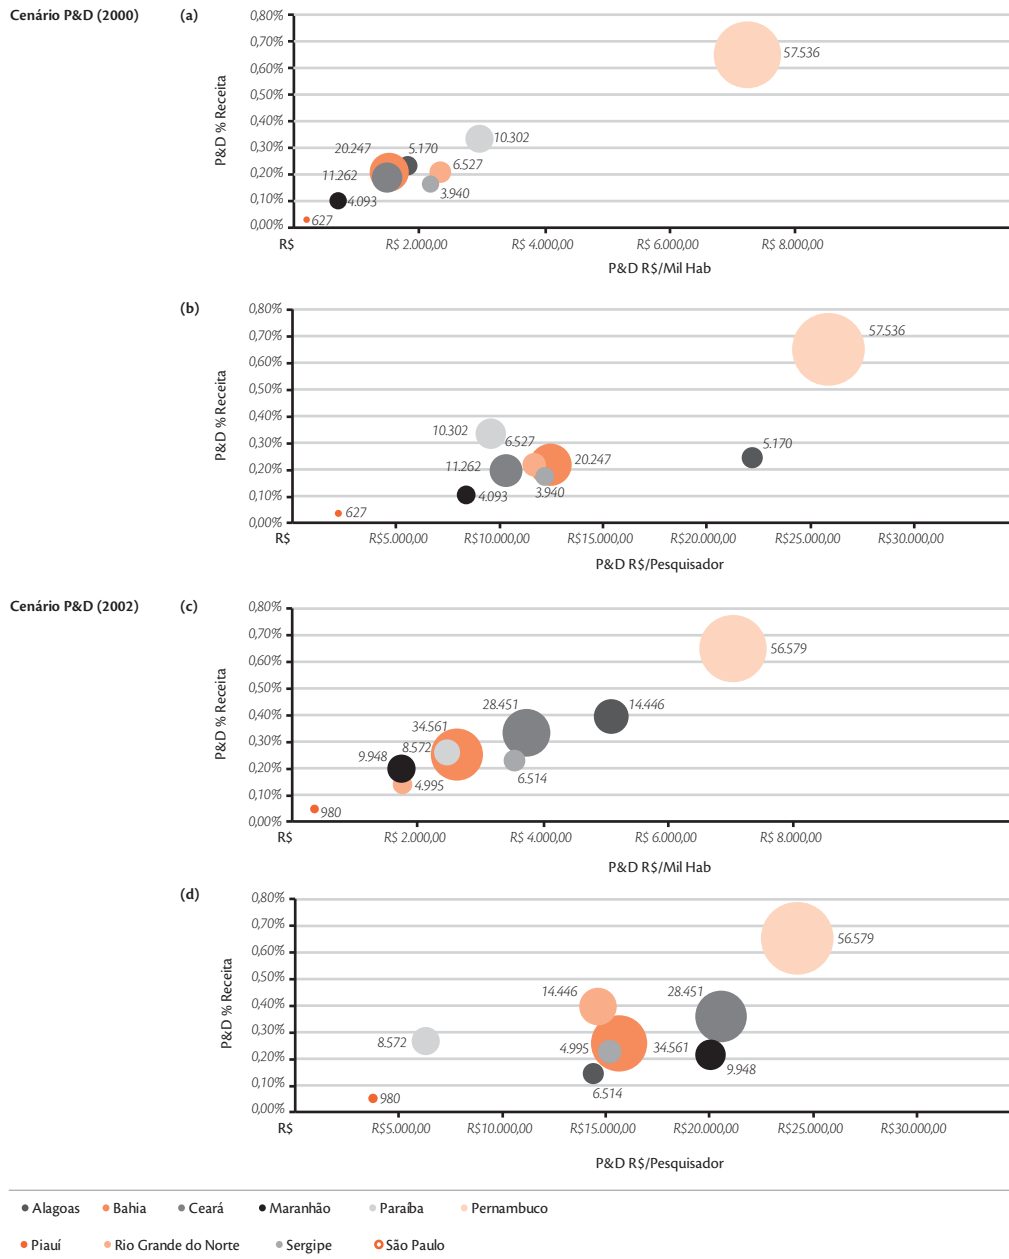 Cenário P&D (2000)
(a)
P&D % Receita
0,80%
0,70%
0,60%
0,50%
0,40%
0,30%
0,20%
0,10%
0,00%
57.536
10.302
20.247
5.170
6.527
11.262
3.940
4.093
627
R$
R$ 2.000,00
R$ 4.000,00
R$ 6.000,00
R$ 8.000,00
P&D R$/Mil Hab
(b)
P&D % Receita
0,80%
0,70%
0,60%
0,50%
0,40%
0,30%
0,20%
0,10%
0,00%
57.536
10.302
6.527
5.170
11.262
20.247
4.093
3.940
627
R$
R$5.000,00
R$10.000,00
R$15.000,00
R$20.000,00
R$25.000,00
R$30.000,00
P&D R$/Pesquisador
Cenário P&D (2002)
(c)
P&D % Receita
0,80%
0,70%
0,60%
0,50%
0,40%
0,30%
0,20%
0,10%
0,00%
56.579
28.451
14.446
34.561
8.572
9.948
6.514
4.995
980
R$
R$ 2.000,00
R$ 4.000,00
R$ 6.000,00
R$ 8.000,00
P&D R$/Mil Hab
(d)
P&D % Receita
0,80%
0,70%
0,60%
0,50%
0,40%
0,30%
0,20%
0,10%
0,00%
56.579
14.446
28.451
8.572
4.995
34.561
9.948
6.514
980
R$
R$5.000,00
R$10.000,00
R$15.000,00
R$20.000,00
R$25.000,00
R$30.000,00
P&D R$/Pesquisador
Alagoas Bahia Ceará Maranhão Paraíba Pernambuco
Piauí Rio Grande do Norte Sergipe São Paulo